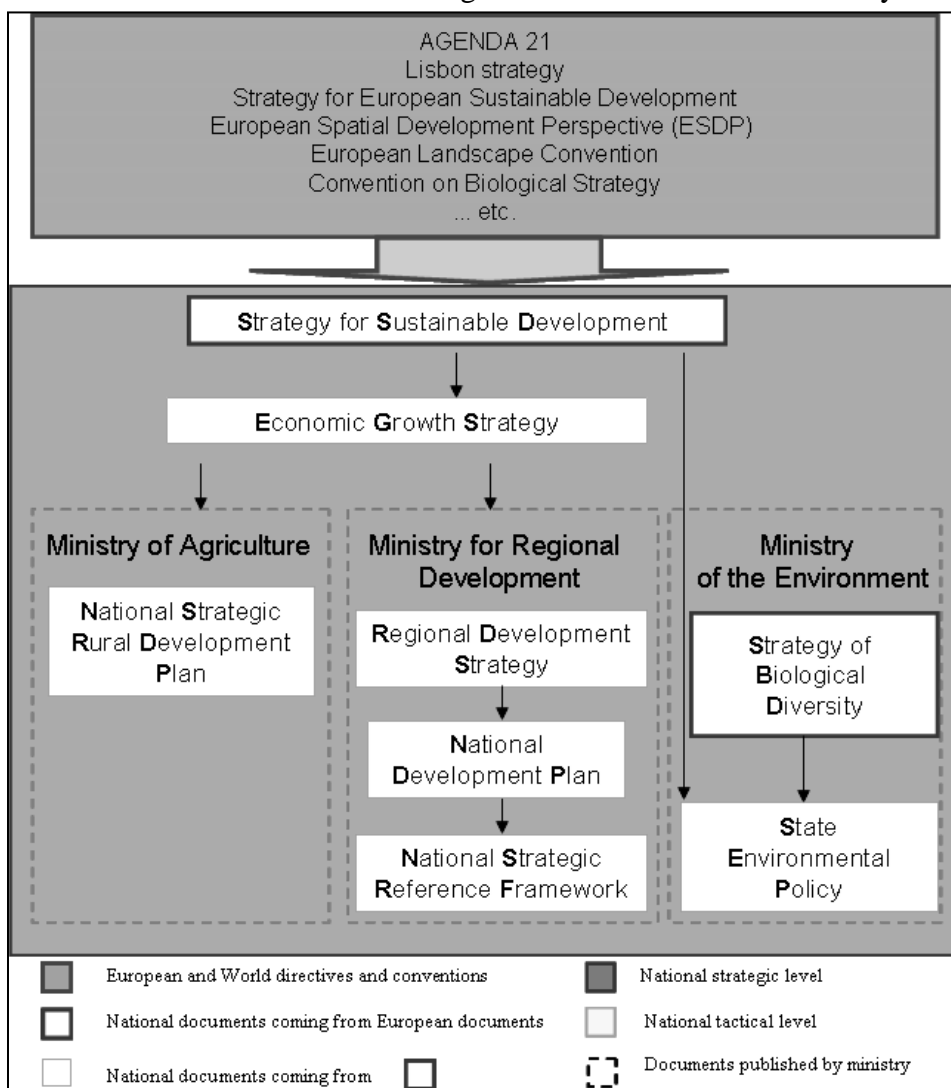 AGENDA 21
Lisbon strategy
Strategy for European Sustainable Development
European Spatial Development Perspective (ESDP)
European Landscape Convention
Convention on Biological Strategy
... etc.
Strategy for Sustainable Development
Economic Growth Strategy
Ministry of Agriculture
National Strategic
Rural Development
Plan
Ministry for Regional
Development
Regional Development
Strategy
National
Development Plan
National Strategic
Reference Framework
Ministry
of the Environment
Strategy of
Biological
Diversity
State
Environmental
Policy
European and World directives and conventions
National strategic level
National documents coming from European documents
National tactical level
National documents coming from
Documents published by ministry